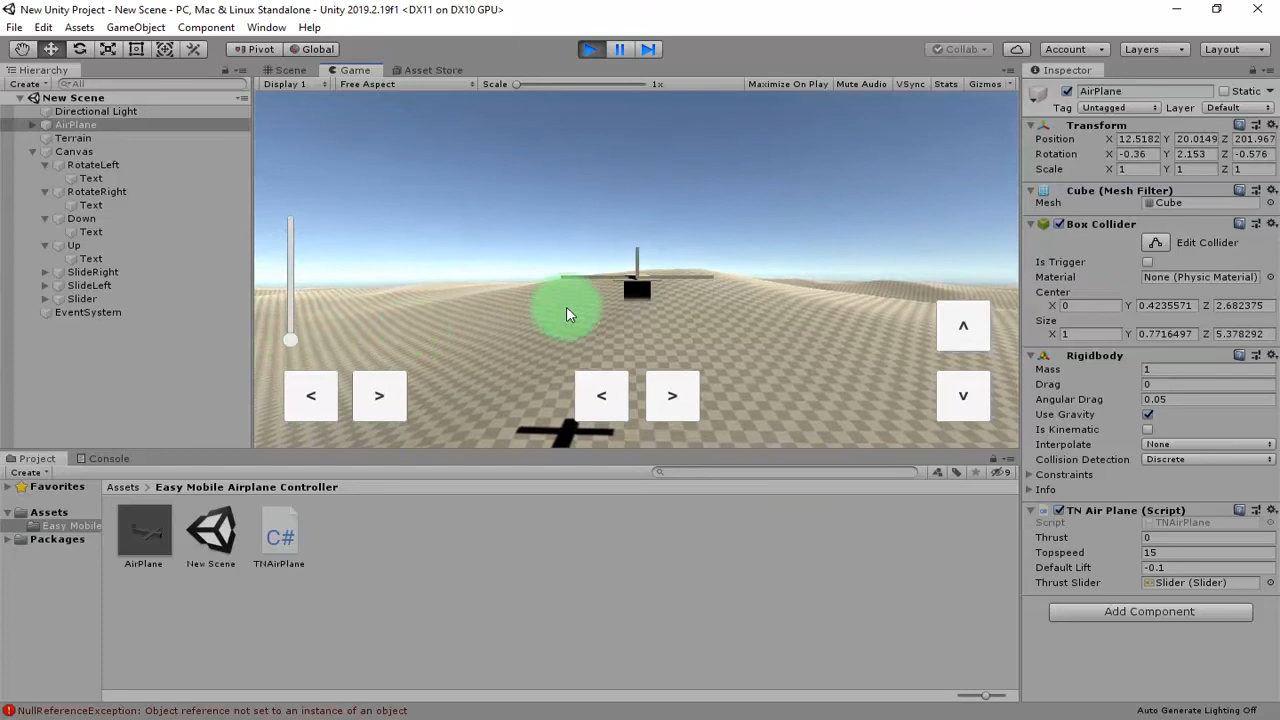 New Unity Project - New Scene - PC, Mac & Linux Standalone - Unity 2019.2.19f1 <DX11 on DX10 GPU>
File Edit Assets GameObject Component Window Help
Pivot Global Collab Account Layers Layout
Hierarchy Scene Game Asset Store Inspector
Create All Display 1 Free Aspect Scale 1x Maximize On Play Mute Audio VSync Stats Gizmos
New Scene
Directional Light
AirPlane
Terrain
Canvas
RotateLeft
Text
RotateRight
Text
Down
Text
Up
Text
SlideRight
SlideLeft
Slider
EventSystem
< > < > ^ v
AirPlane Static
Tag Untagged Layer Default
Transform
Position X 12.5182 Y 20.0149 Z 201.967
Rotation X -0.36 Y 2.153 Z -0.576
Scale X 1 Y 1 Z 1
Cube (Mesh Filter)
Mesh Cube
Box Collider
Edit Collider
Is Trigger
Material None (Physic Material)
Center
X 0 Y 0.4235571 Z 2.682375
Size
X 1 Y 0.7716497 Z 5.378292
Rigidbody
Mass 1
Drag 0
Angular Drag 0.05
Use Gravity
Is Kinematic
Interpolate None
Collision Detection Discrete
Constraints
Info
TN Air Plane (Script)
Script TNAirPlane
Thrust 0
Topspeed 15
Default Lift -0.1
Thrust Slider Slider (Slider)
Add Component
Project Console
Create 9
Favorites
Assets
Easy Mobile
Packages
Assets > Easy Mobile Airplane Controller
C#
AirPlane New Scene TNAirPlane
NullReferenceException: Object reference not set to an instance of an object
Auto Generate Lighting Off